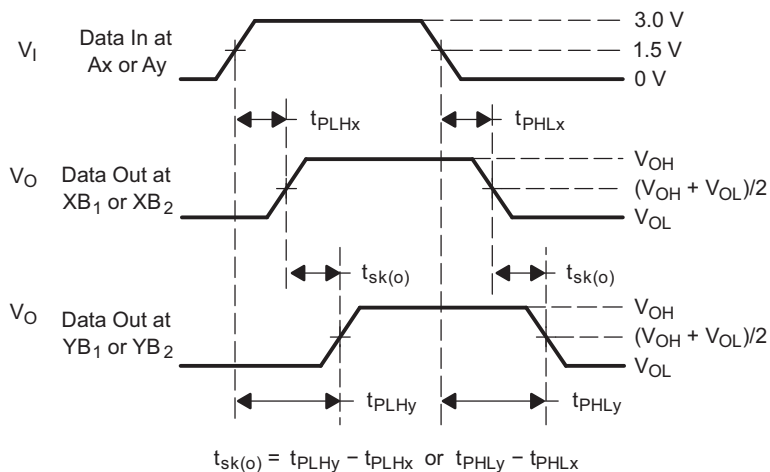 3.0 V
V_I
Data In at
Ax or Ay
1.5 V
0 V
t_PLHx
t_PHLx
V_O
Data Out at
XB_1 or XB_2
V_OH
(V_OH + V_OL)/2
V_OL
t_sk(o)
t_sk(o)
V_O
Data Out at
YB_1 or YB_2
V_OH
(V_OH + V_OL)/2
V_OL
t_PLHy
t_PHLy
t_sk(o) = t_PLHy − t_PLHx or t_PHLy − t_PHLx